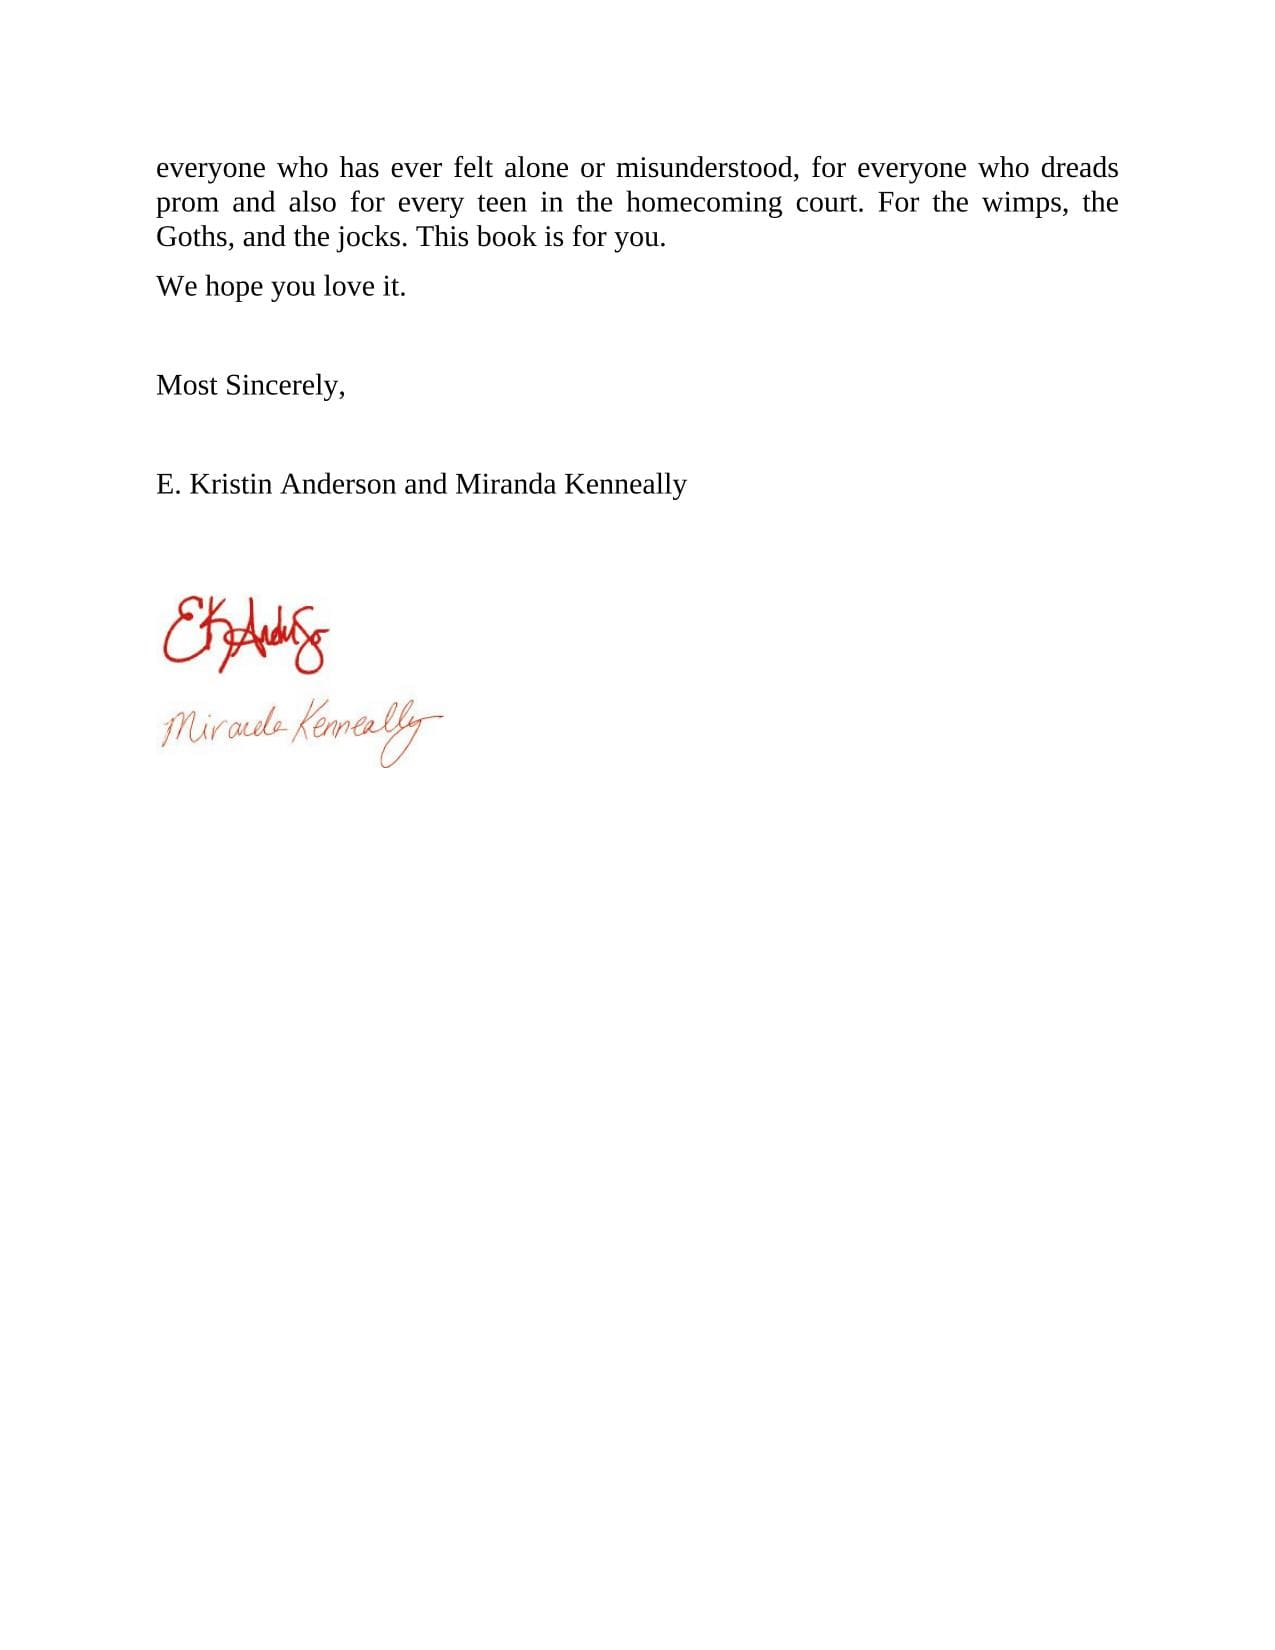 everyone who has ever felt alone or misunderstood, for everyone who dreads
prom and also for every teen in the homecoming court. For the wimps, the
Goths, and the jocks. This book is for you.
We hope you love it.
Most Sincerely,
E. Kristin Anderson and Miranda Kenneally
EK Anderson
Miranda Kenneally